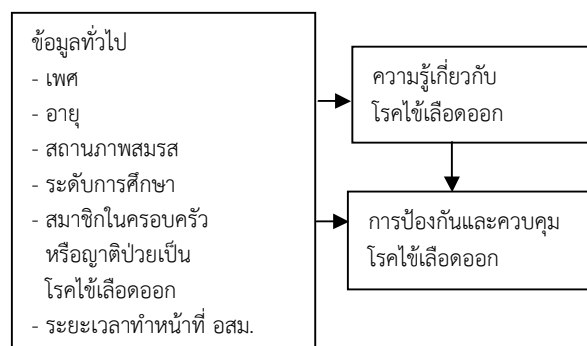 ข้อมูลทั่วไป
- เพศ
- อายุ
- สถานภาพสมรส
- ระดับการศึกษา
- สมาชิกในครอบครัว
หรือญาติป่วยเป็น
โรคไข้เลือดออก
- ระยะเวลาทำหน้าที่ อสม.
ความรู้เกี่ยวกับ
โรคไข้เลือดออก
การป้องกันและควบคุม
โรคไข้เลือดออก